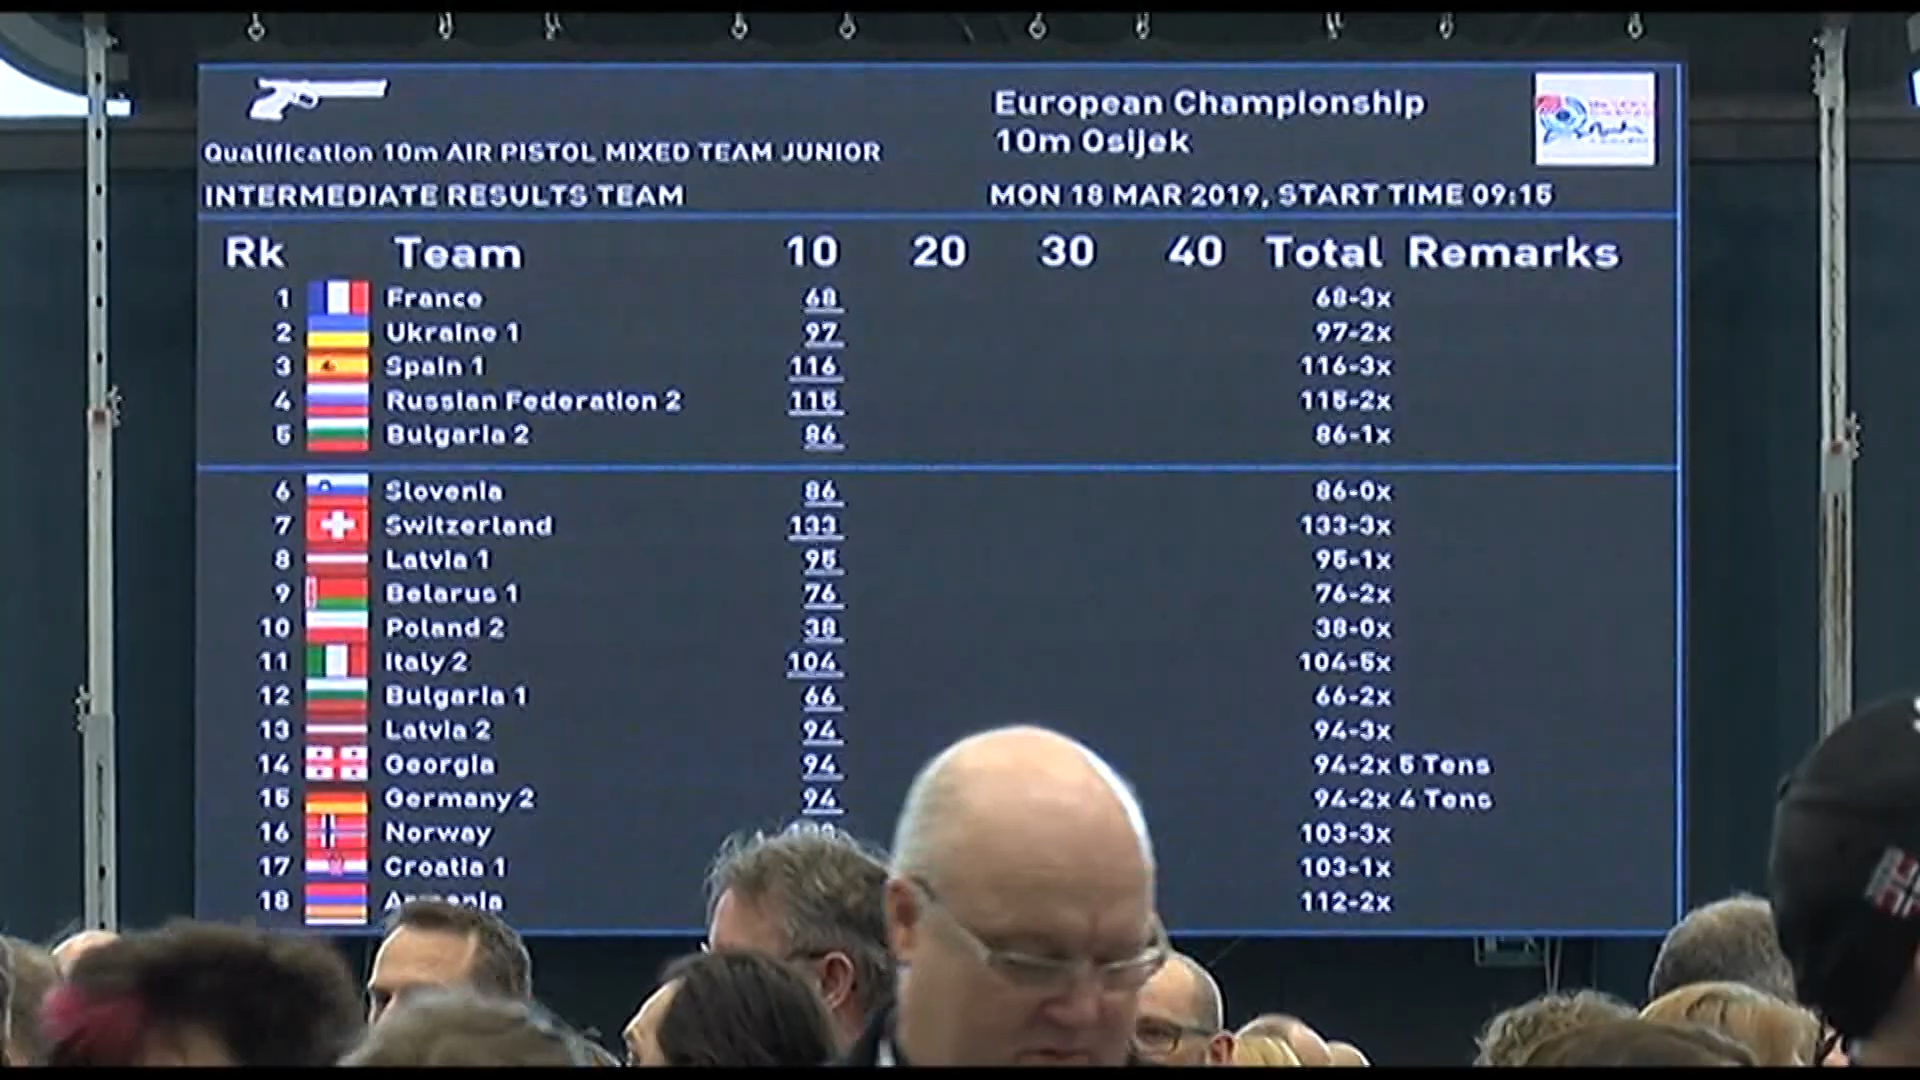 European Championship
10m Osijek
Qualification 10m AIR PISTOL MIXED TEAM JUNIOR
INTERMEDIATE RESULTS TEAM MON 18 MAR 2019, START TIME 09:15
Rk Team 10 20 30 40 Total Remarks
1 France 68 68-3x
2 Ukraine 1 97 97-2x
3 Spain 1 116 116-3x
4 Russian Federation 2 115 115-2x
5 Bulgaria 2 86 86-1x
6 Slovenia 86 86-0x
7 Switzerland 133 133-3x
8 Latvia 1 95 95-1x
9 Belarus 1 76 76-2x
10 Poland 2 38 38-0x
11 Italy 2 104 104-5x
12 Bulgaria 1 66 66-2x
13 Latvia 2 94 94-3x
14 Georgia 94 94-2x 5 Tens
15 Germany 2 94 94-2x 4 Tens
16 Norway 103-3x
17 Croatia 1 103-1x
18 Armenia 112-2x